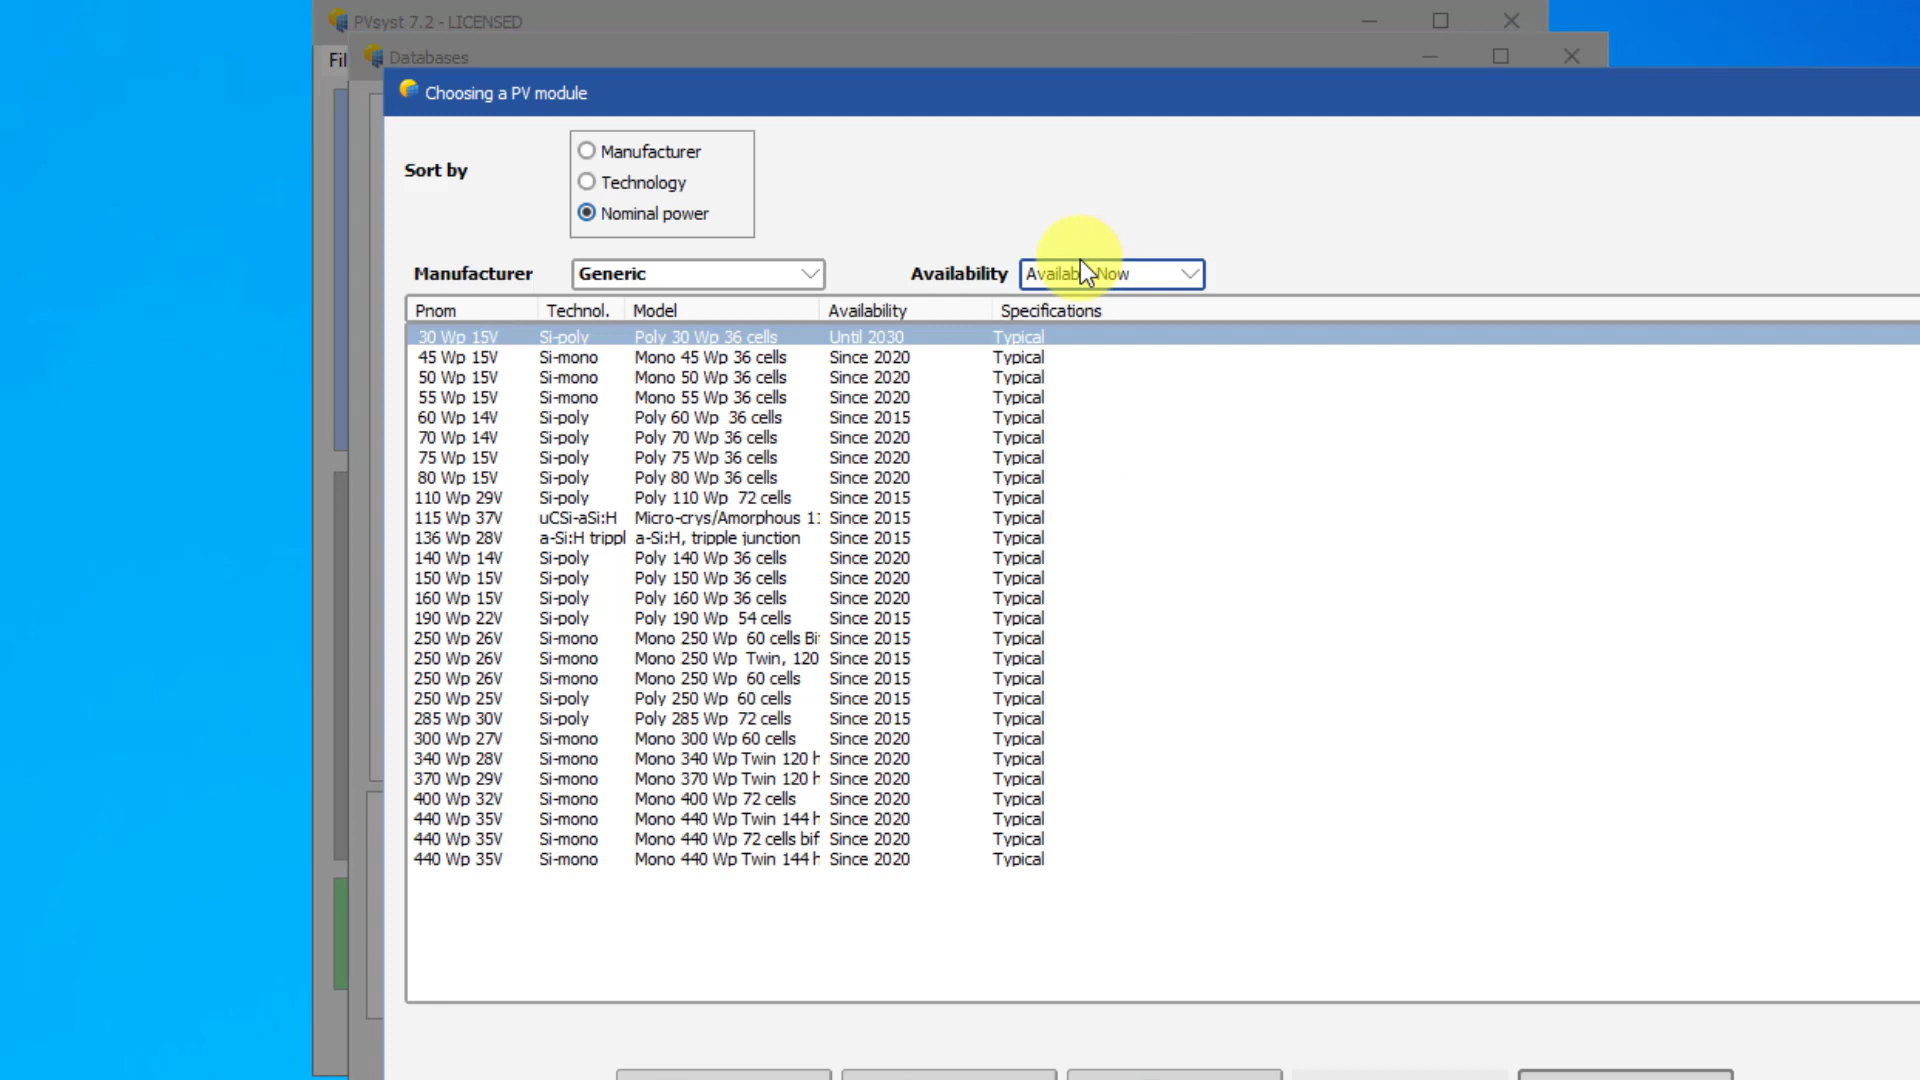 PVsyst 7.2 - LICENSED
Fil
Databases
Choosing a PV module
Sort by
Manufacturer
Technology
Nominal power
Manufacturer Generic Availability Available Now
Pnom Technol. Model Availability Specifications
30 Wp 15V Si-poly Poly 30 Wp 36 cells Until 2030 Typical
45 Wp 15V Si-mono Mono 45 Wp 36 cells Since 2020 Typical
50 Wp 15V Si-mono Mono 50 Wp 36 cells Since 2020 Typical
55 Wp 15V Si-mono Mono 55 Wp 36 cells Since 2020 Typical
60 Wp 14V Si-poly Poly 60 Wp 36 cells Since 2015 Typical
70 Wp 14V Si-poly Poly 70 Wp 36 cells Since 2020 Typical
75 Wp 15V Si-poly Poly 75 Wp 36 cells Since 2020 Typical
80 Wp 15V Si-poly Poly 80 Wp 36 cells Since 2020 Typical
110 Wp 29V Si-poly Poly 110 Wp 72 cells Since 2015 Typical
115 Wp 37V uCSi-aSi:H Micro-crys/Amorphous 11 Since 2015 Typical
136 Wp 28V a-Si:H trippl a-Si:H, tripple junction Since 2015 Typical
140 Wp 14V Si-poly Poly 140 Wp 36 cells Since 2020 Typical
150 Wp 15V Si-poly Poly 150 Wp 36 cells Since 2020 Typical
160 Wp 15V Si-poly Poly 160 Wp 36 cells Since 2020 Typical
190 Wp 22V Si-poly Poly 190 Wp 54 cells Since 2015 Typical
250 Wp 26V Si-mono Mono 250 Wp 60 cells Bi Since 2015 Typical
250 Wp 26V Si-mono Mono 250 Wp Twin, 120 Since 2015 Typical
250 Wp 26V Si-mono Mono 250 Wp 60 cells Since 2015 Typical
250 Wp 25V Si-poly Poly 250 Wp 60 cells Since 2015 Typical
285 Wp 30V Si-poly Poly 285 Wp 72 cells Since 2015 Typical
300 Wp 27V Si-mono Mono 300 Wp 60 cells Since 2020 Typical
340 Wp 28V Si-mono Mono 340 Wp Twin 120 h Since 2020 Typical
370 Wp 29V Si-mono Mono 370 Wp Twin 120 h Since 2020 Typical
400 Wp 32V Si-mono Mono 400 Wp 72 cells Since 2020 Typical
440 Wp 35V Si-mono Mono 440 Wp Twin 144 h Since 2020 Typical
440 Wp 35V Si-mono Mono 440 Wp 72 cells bif Since 2020 Typical
440 Wp 35V Si-mono Mono 440 Wp Twin 144 h Since 2020 Typical